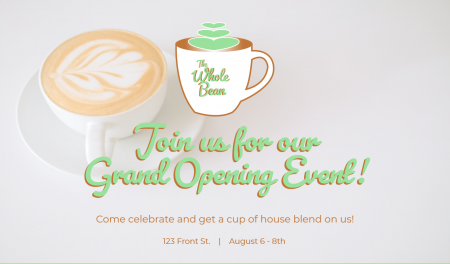 The
Whole
Bean
Join us for our
Grand Opening Event!
Come celebrate and get a cup of house blend on us!
123 Front St. | August 6 - 8th